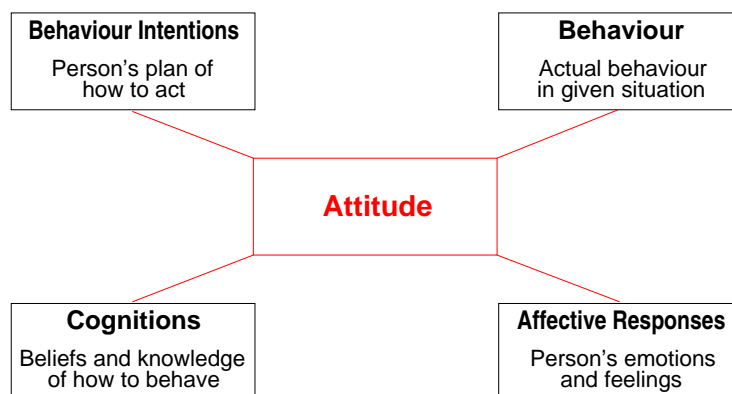 Behaviour Intentions
Person's plan of
how to act
Behaviour
Actual behaviour
in given situation
Attitude
Cognitions
Beliefs and knowledge
of how to behave
Affective Responses
Person's emotions
and feelings